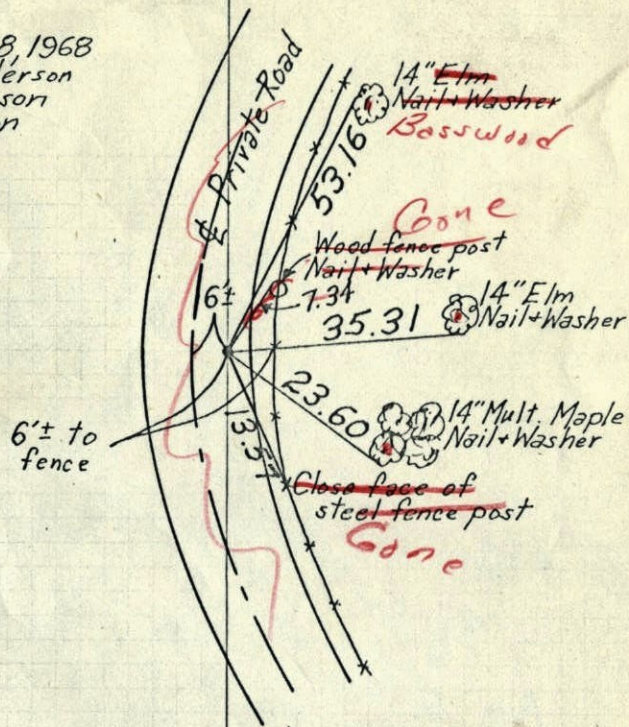 8, 1968
erson
son
n
℄ Private Road
14" Elm
Nail & Washer
Basswood
53.16
Gone
Wood fence post
Nail & Washer
7.34
6'±
35.31
14" Elm
Nail & Washer
23.60
14" Mult. Maple
Nail & Washer
6'± to
fence
13.57
Close face of
steel fence post
Gone